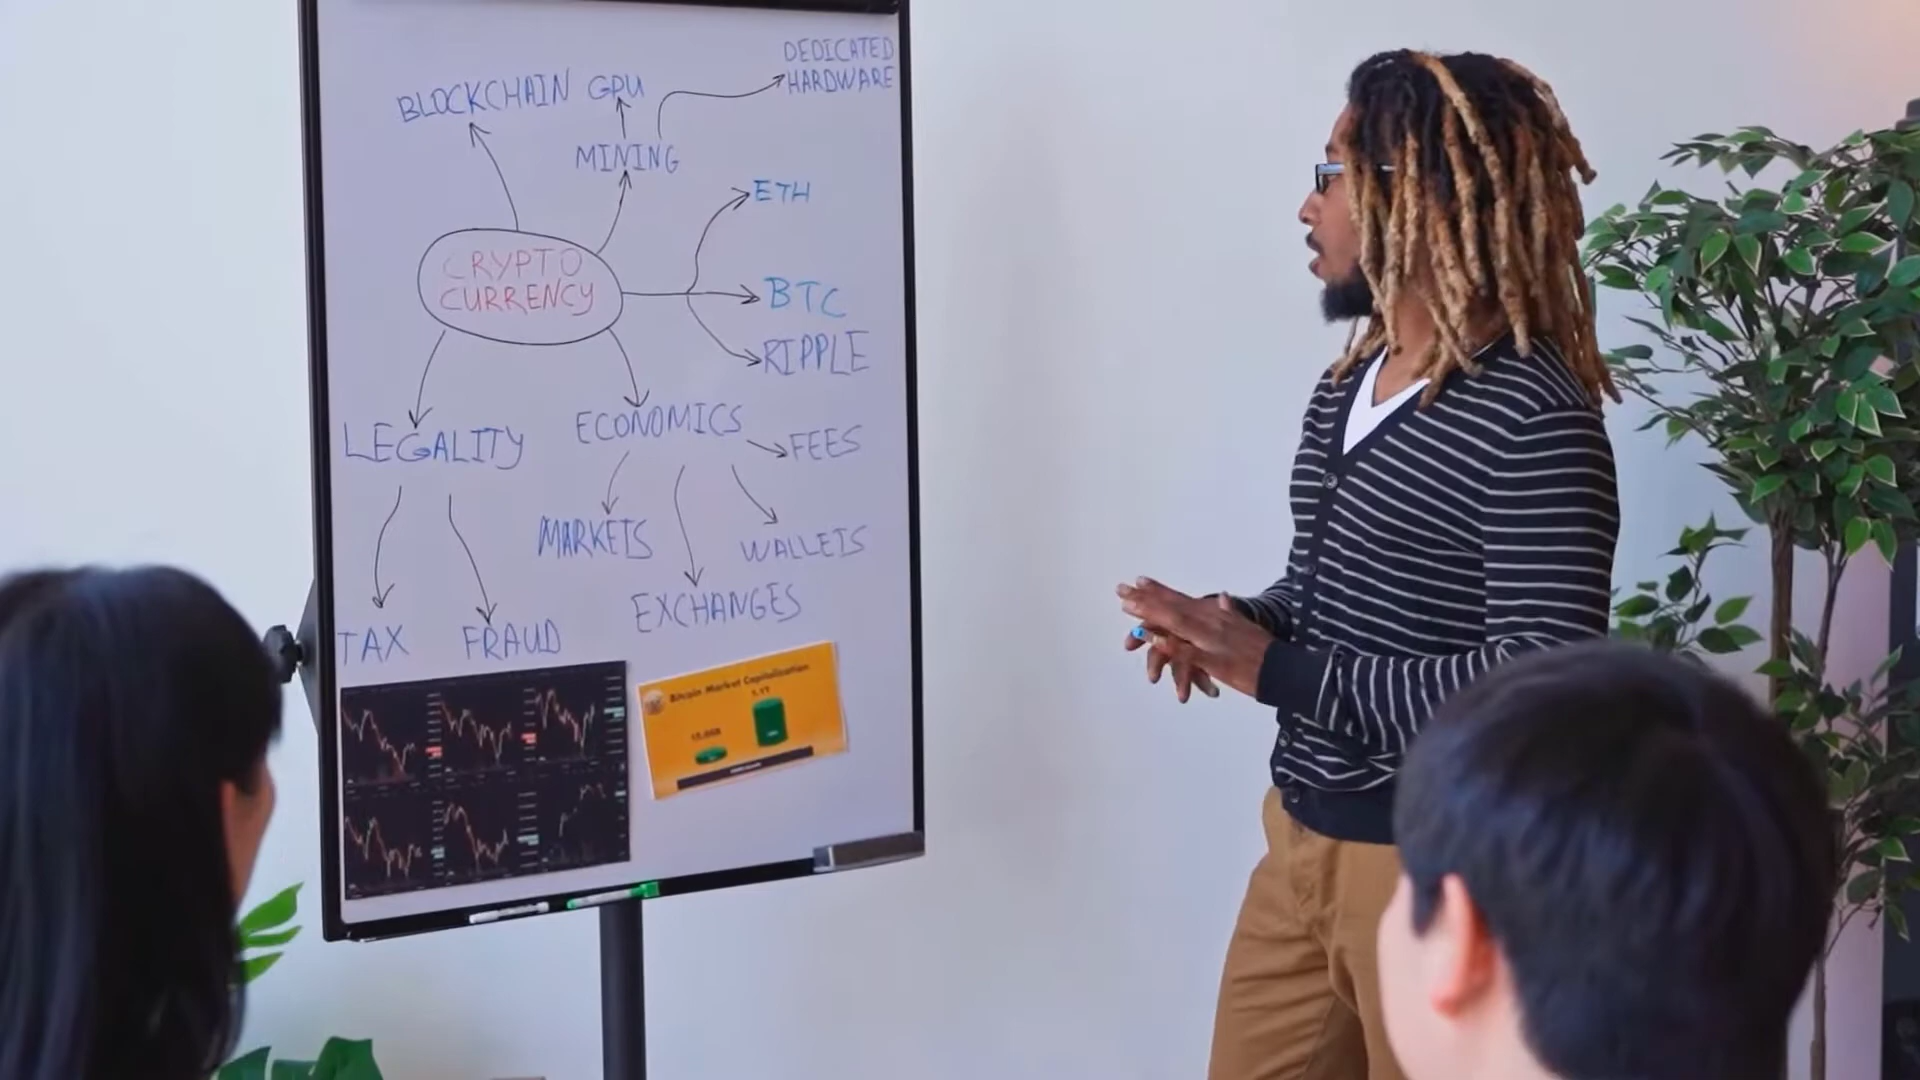 DEDICATED
HARDWARE
BLOCKCHAIN GPU
MINING
ETH
CRYPTO
CURRENCY
BTC
RIPPLE
LEGALITY
ECONOMICS
FEES
MARKETS
WALLETS
EXCHANGES
TAX
FRAUD
Bitcoin Market Capitalization